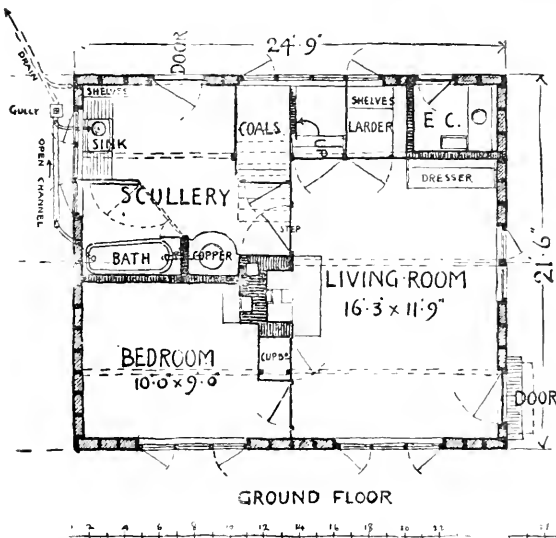 24'·9"
DRAIN
DOOR
SHELVES
GULLY
SINK
COALS
UP
SHELVES
LARDER
E.C.
DRESSER
OPEN CHANNEL
SCULLERY
STEP
BATH
COPPER
LIVING·ROOM
16'·3" x 11'·9"
21'·6"
BEDROOM
10'·0" x 9'·0"
CUPBD
DOOR
GROUND FLOOR
1 2 4 6 8 10 12 14 16 18 20 22